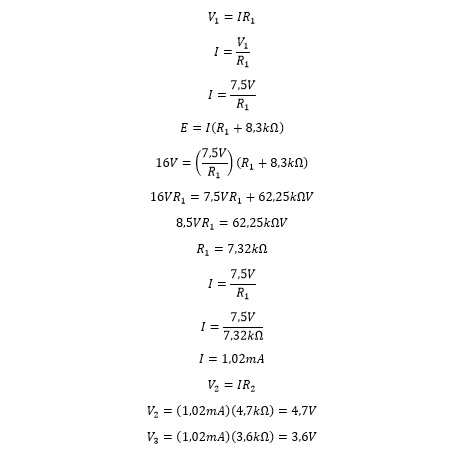 V₁ = IR₁
I = V₁/R₁
I = 7,5V/R₁
E = I(R₁ + 8,3kΩ)
16V = (7,5V/R₁)(R₁ + 8,3kΩ)
16VR₁ = 7,5VR₁ + 62,25kΩV
8,5VR₁ = 62,25kΩV
R₁ = 7,32kΩ
I = 7,5V/R₁
I = 7,5V/7,32kΩ
I = 1,02mA
V₂ = IR₂
V₂ = (1,02mA)(4,7kΩ) = 4,7V
V₃ = (1,02mA)(3,6kΩ) = 3,6V